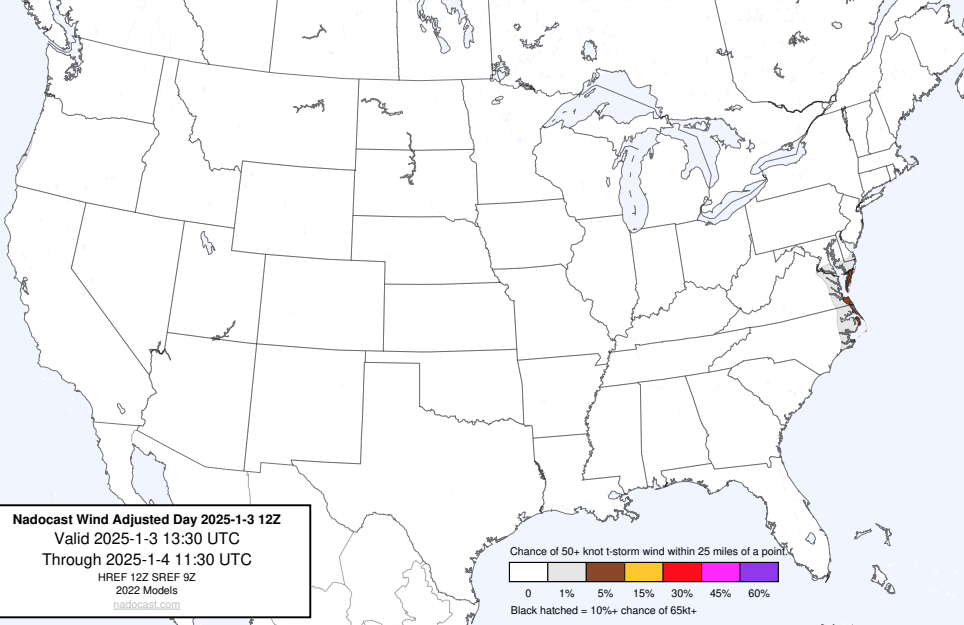 Nadocast Wind Adjusted Day 2025-1-3 12Z
Valid 2025-1-3 13:30 UTC
Through 2025-1-4 11:30 UTC
HREF 12Z SREF 9Z
2022 Models
nadocast.com
Chance of 50+ knot t-storm wind within 25 miles of a point.
0 1% 5% 15% 30% 45% 60%
Black hatched = 10%+ chance of 65kt+